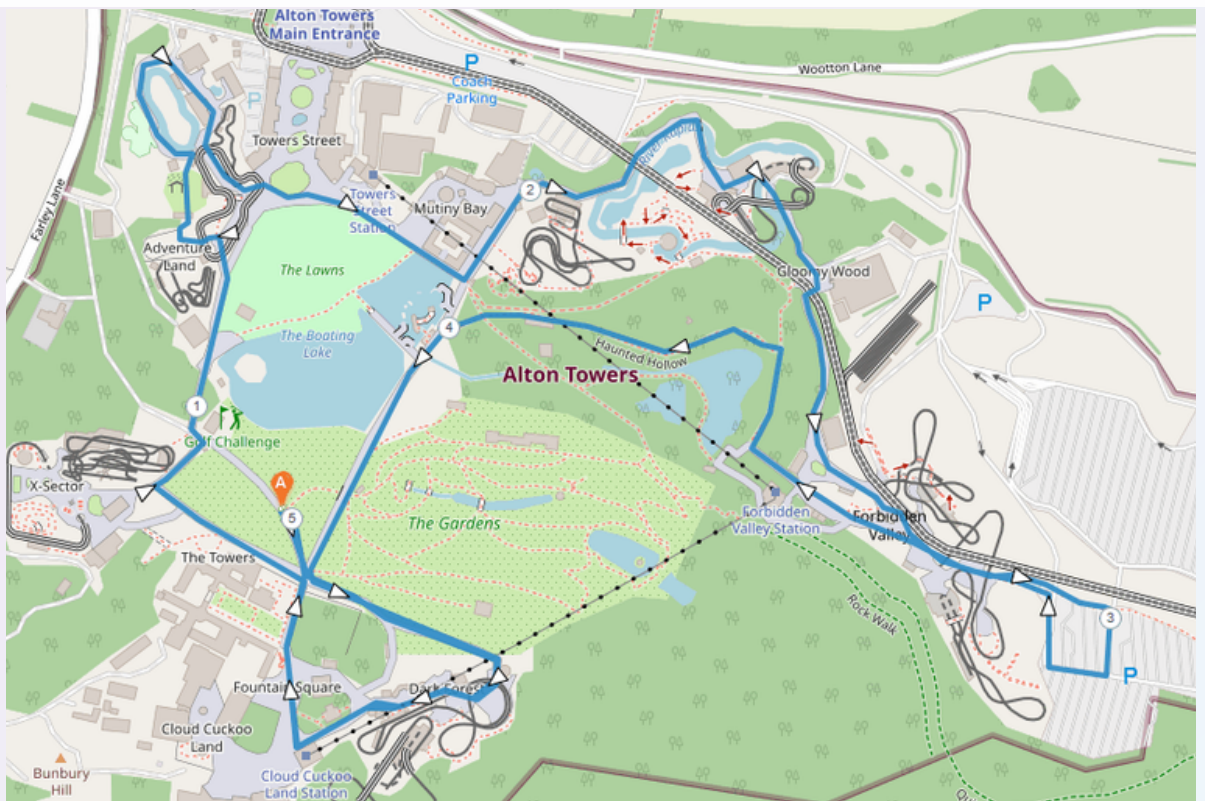 Alton Towers
Main Entrance
P
Coach
Parking
Wootton Lane
P
Towers Street
Farley Lane
Towers
Street
Station
Mutiny Bay
2
Adventure
Land
The Lawns
Gloomy Wood
P
The Boating
Lake
4
Haunted Hollow
Alton Towers
1
Golf Challenge
A
X-Sector
5
The Gardens
Forbidden
Valley Station
Forbidden
Valley
The Towers
Rock Walk
3
P
Fountain Square
Dark Forest
Cloud Cuckoo
Land
Cloud Cuckoo
Land Station
Bunbury
Hill